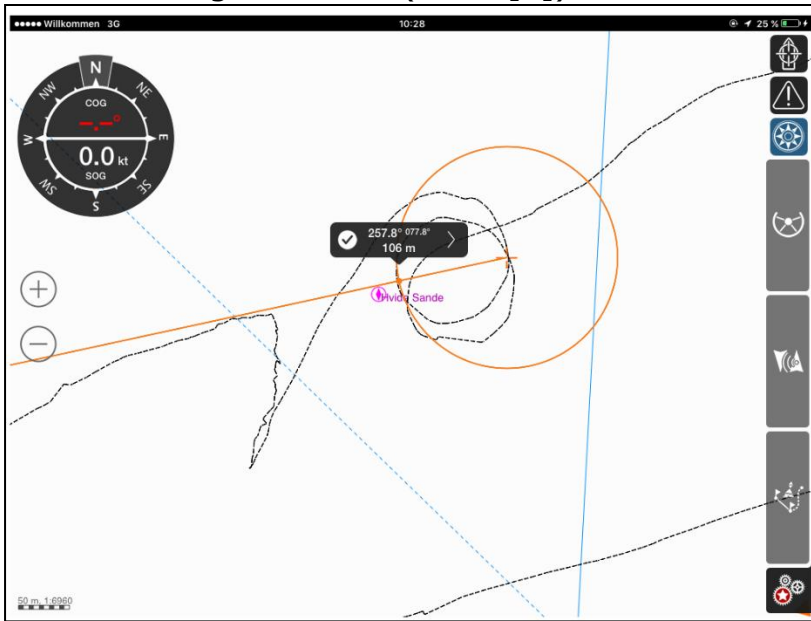 ●●●●● Willkommen 3G
10:28
25 %
N
NE
E
SE
S
SW
W
NW
COG
--.-°
0.0 kt
SOG
257.8° 077.8°
106 m
Hvide Sande
50 m, 1:6960